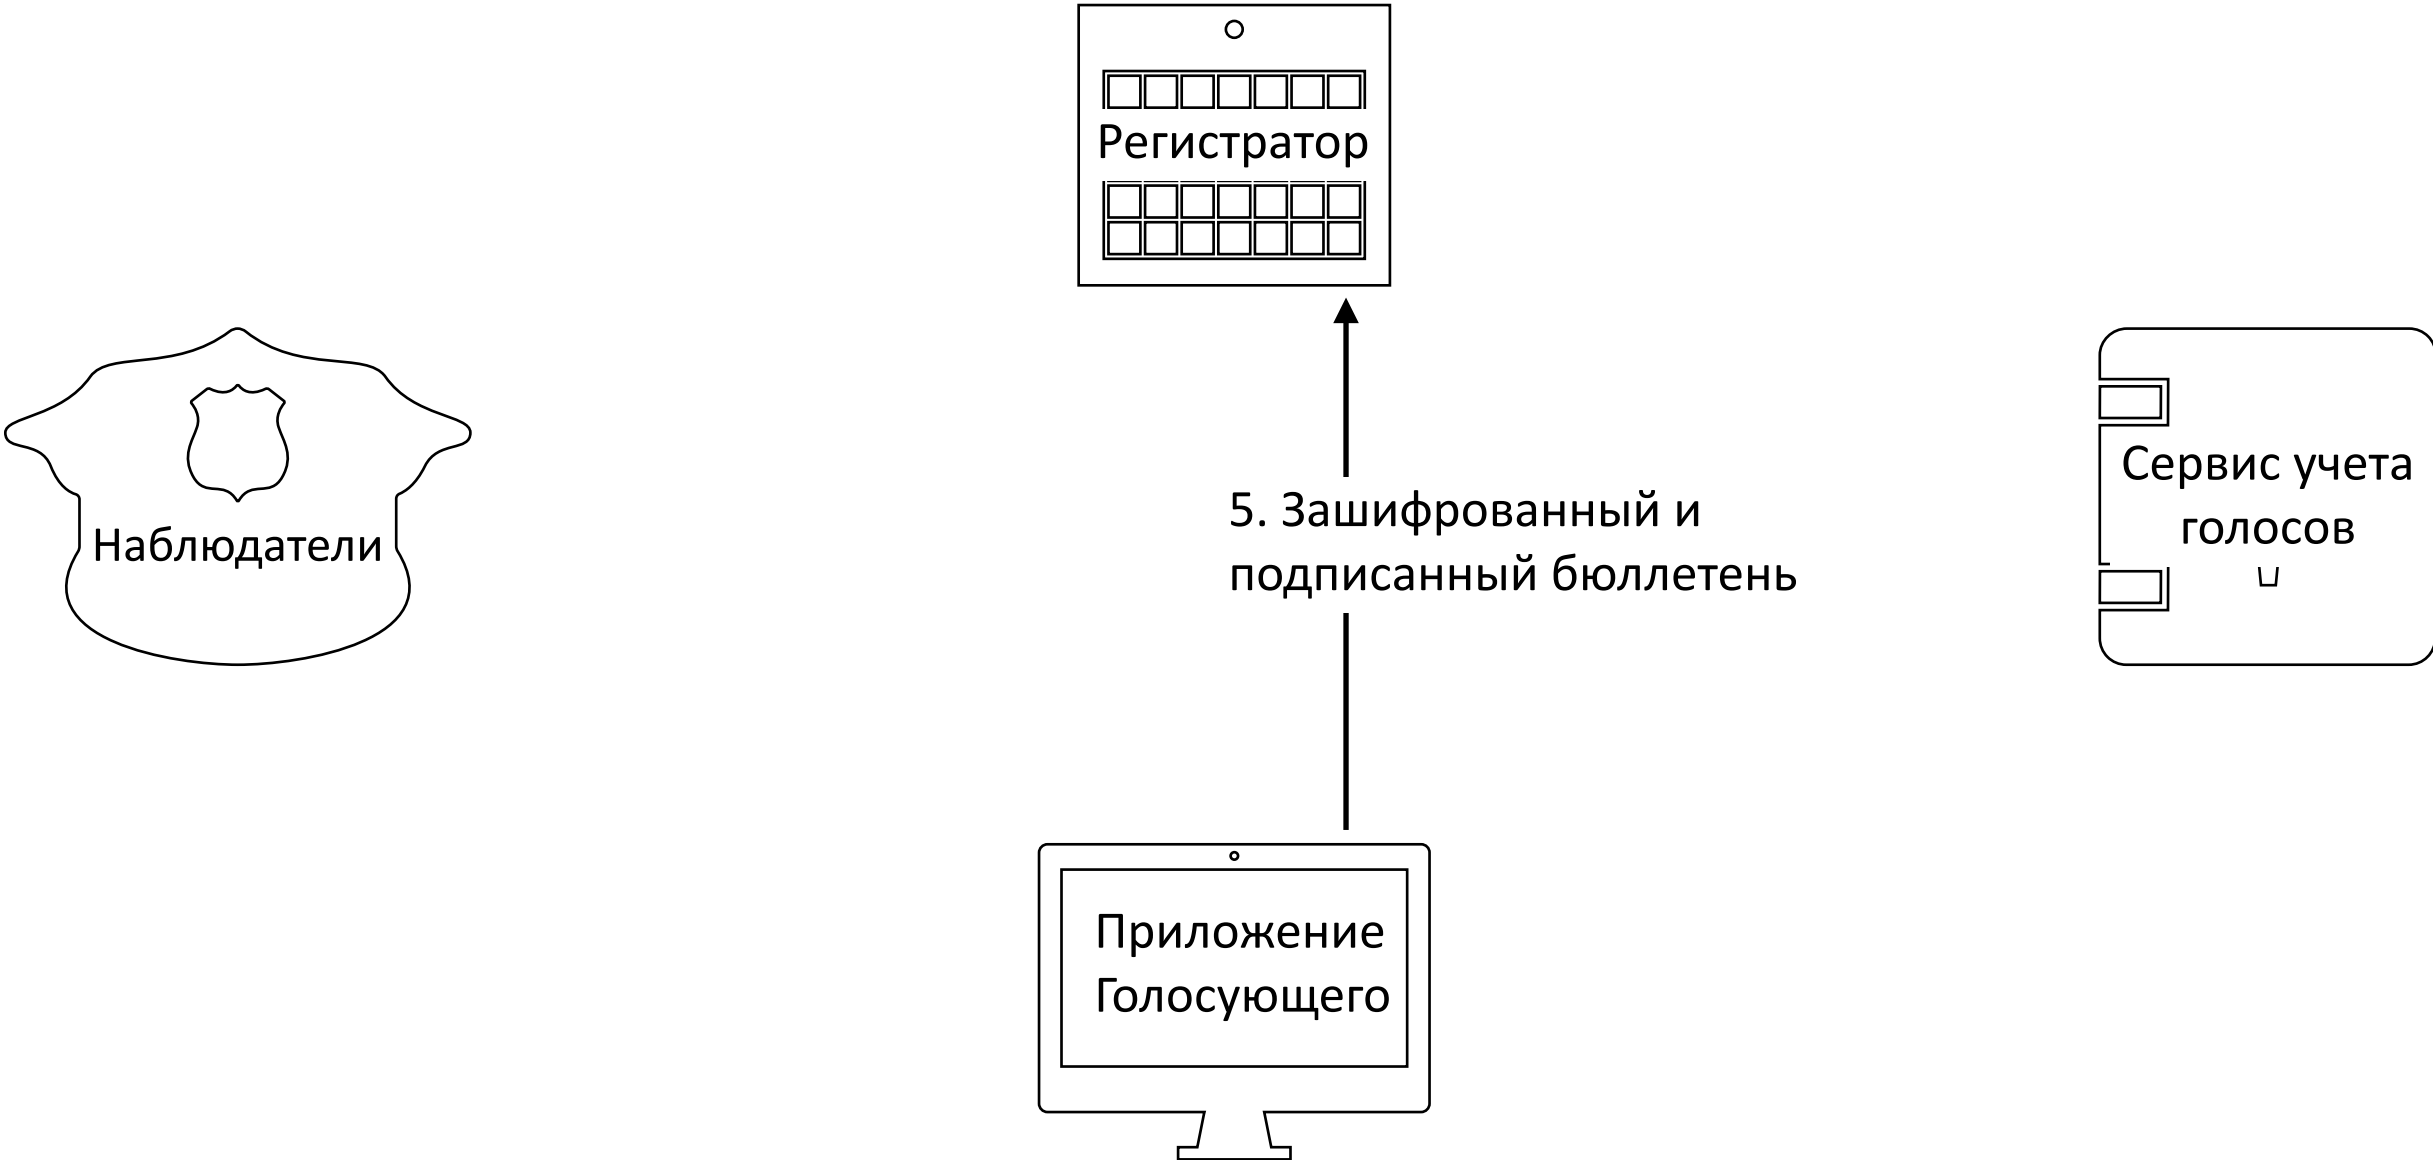 Регистратор
Наблюдатели
Сервис учета
голосов
5. Зашифрованный и
подписанный бюллетень
Приложение
Голосующего